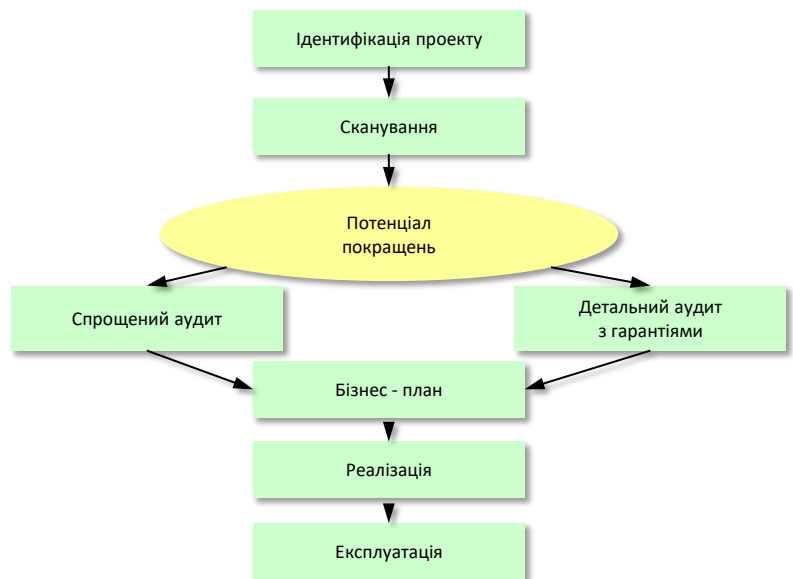 Ідентифікація проекту
Сканування
Потенціал
покращень
Спрощений аудит
Детальний аудит
з гарантіями
Бізнес - план
Реалізація
Експлуатація